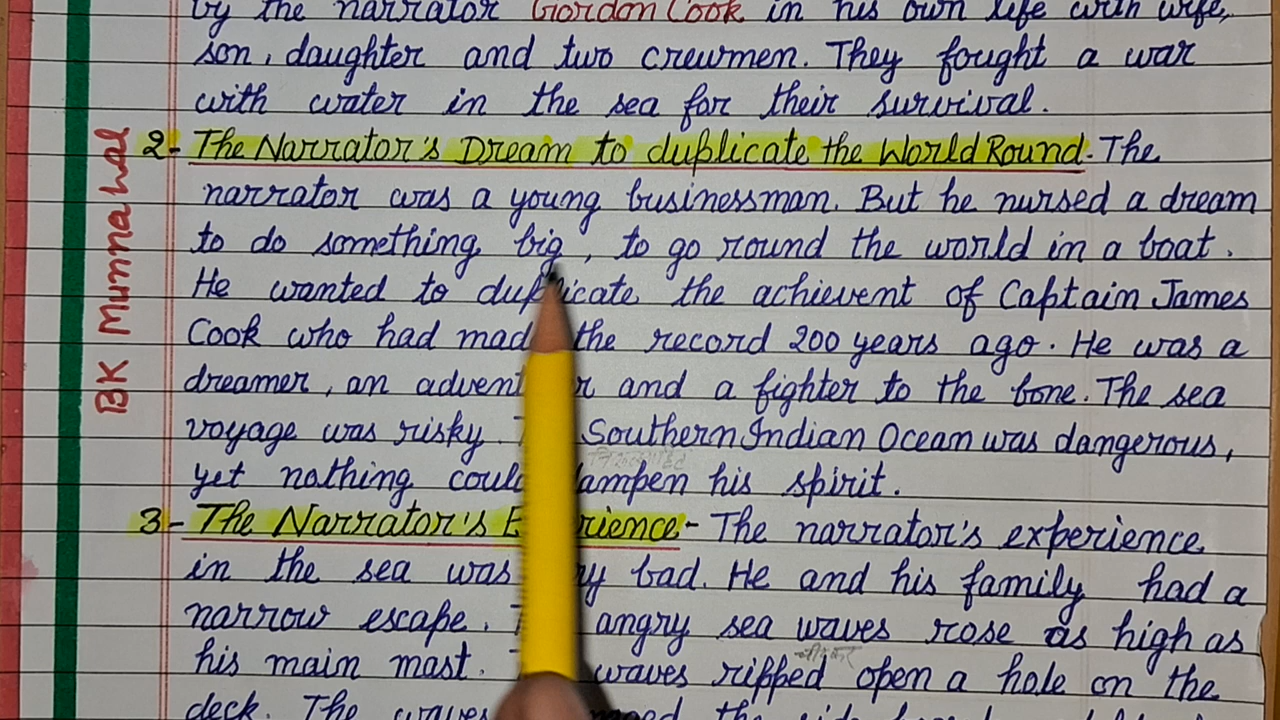 by the narrator Gordon Cook in his own life with wife,
son, daughter and two crewmen. They fought a war
with water in the sea for their survival.
2- The Narrator's Dream to duplicate the World Round. The
narrator was a young businessman. But he nursed a dream
to do something big, to go round the world in a boat.
He wanted to duplicate the achievent of Captain James
Cook who had mad the record 200 years ago. He was a
dreamer, an adven r and a fighter to the bone. The sea
voyage was risky. Southern Indian Ocean was dangerous,
yet nothing coul dampen his spirit.
3- The Narrator's E rience- The narrator's experience
in the sea was y bad. He and his family had a
narrow escape. angry sea waves rose as high as
his main mast. waves ripped open a hole on the
deck. The waves the
BK Munna lal